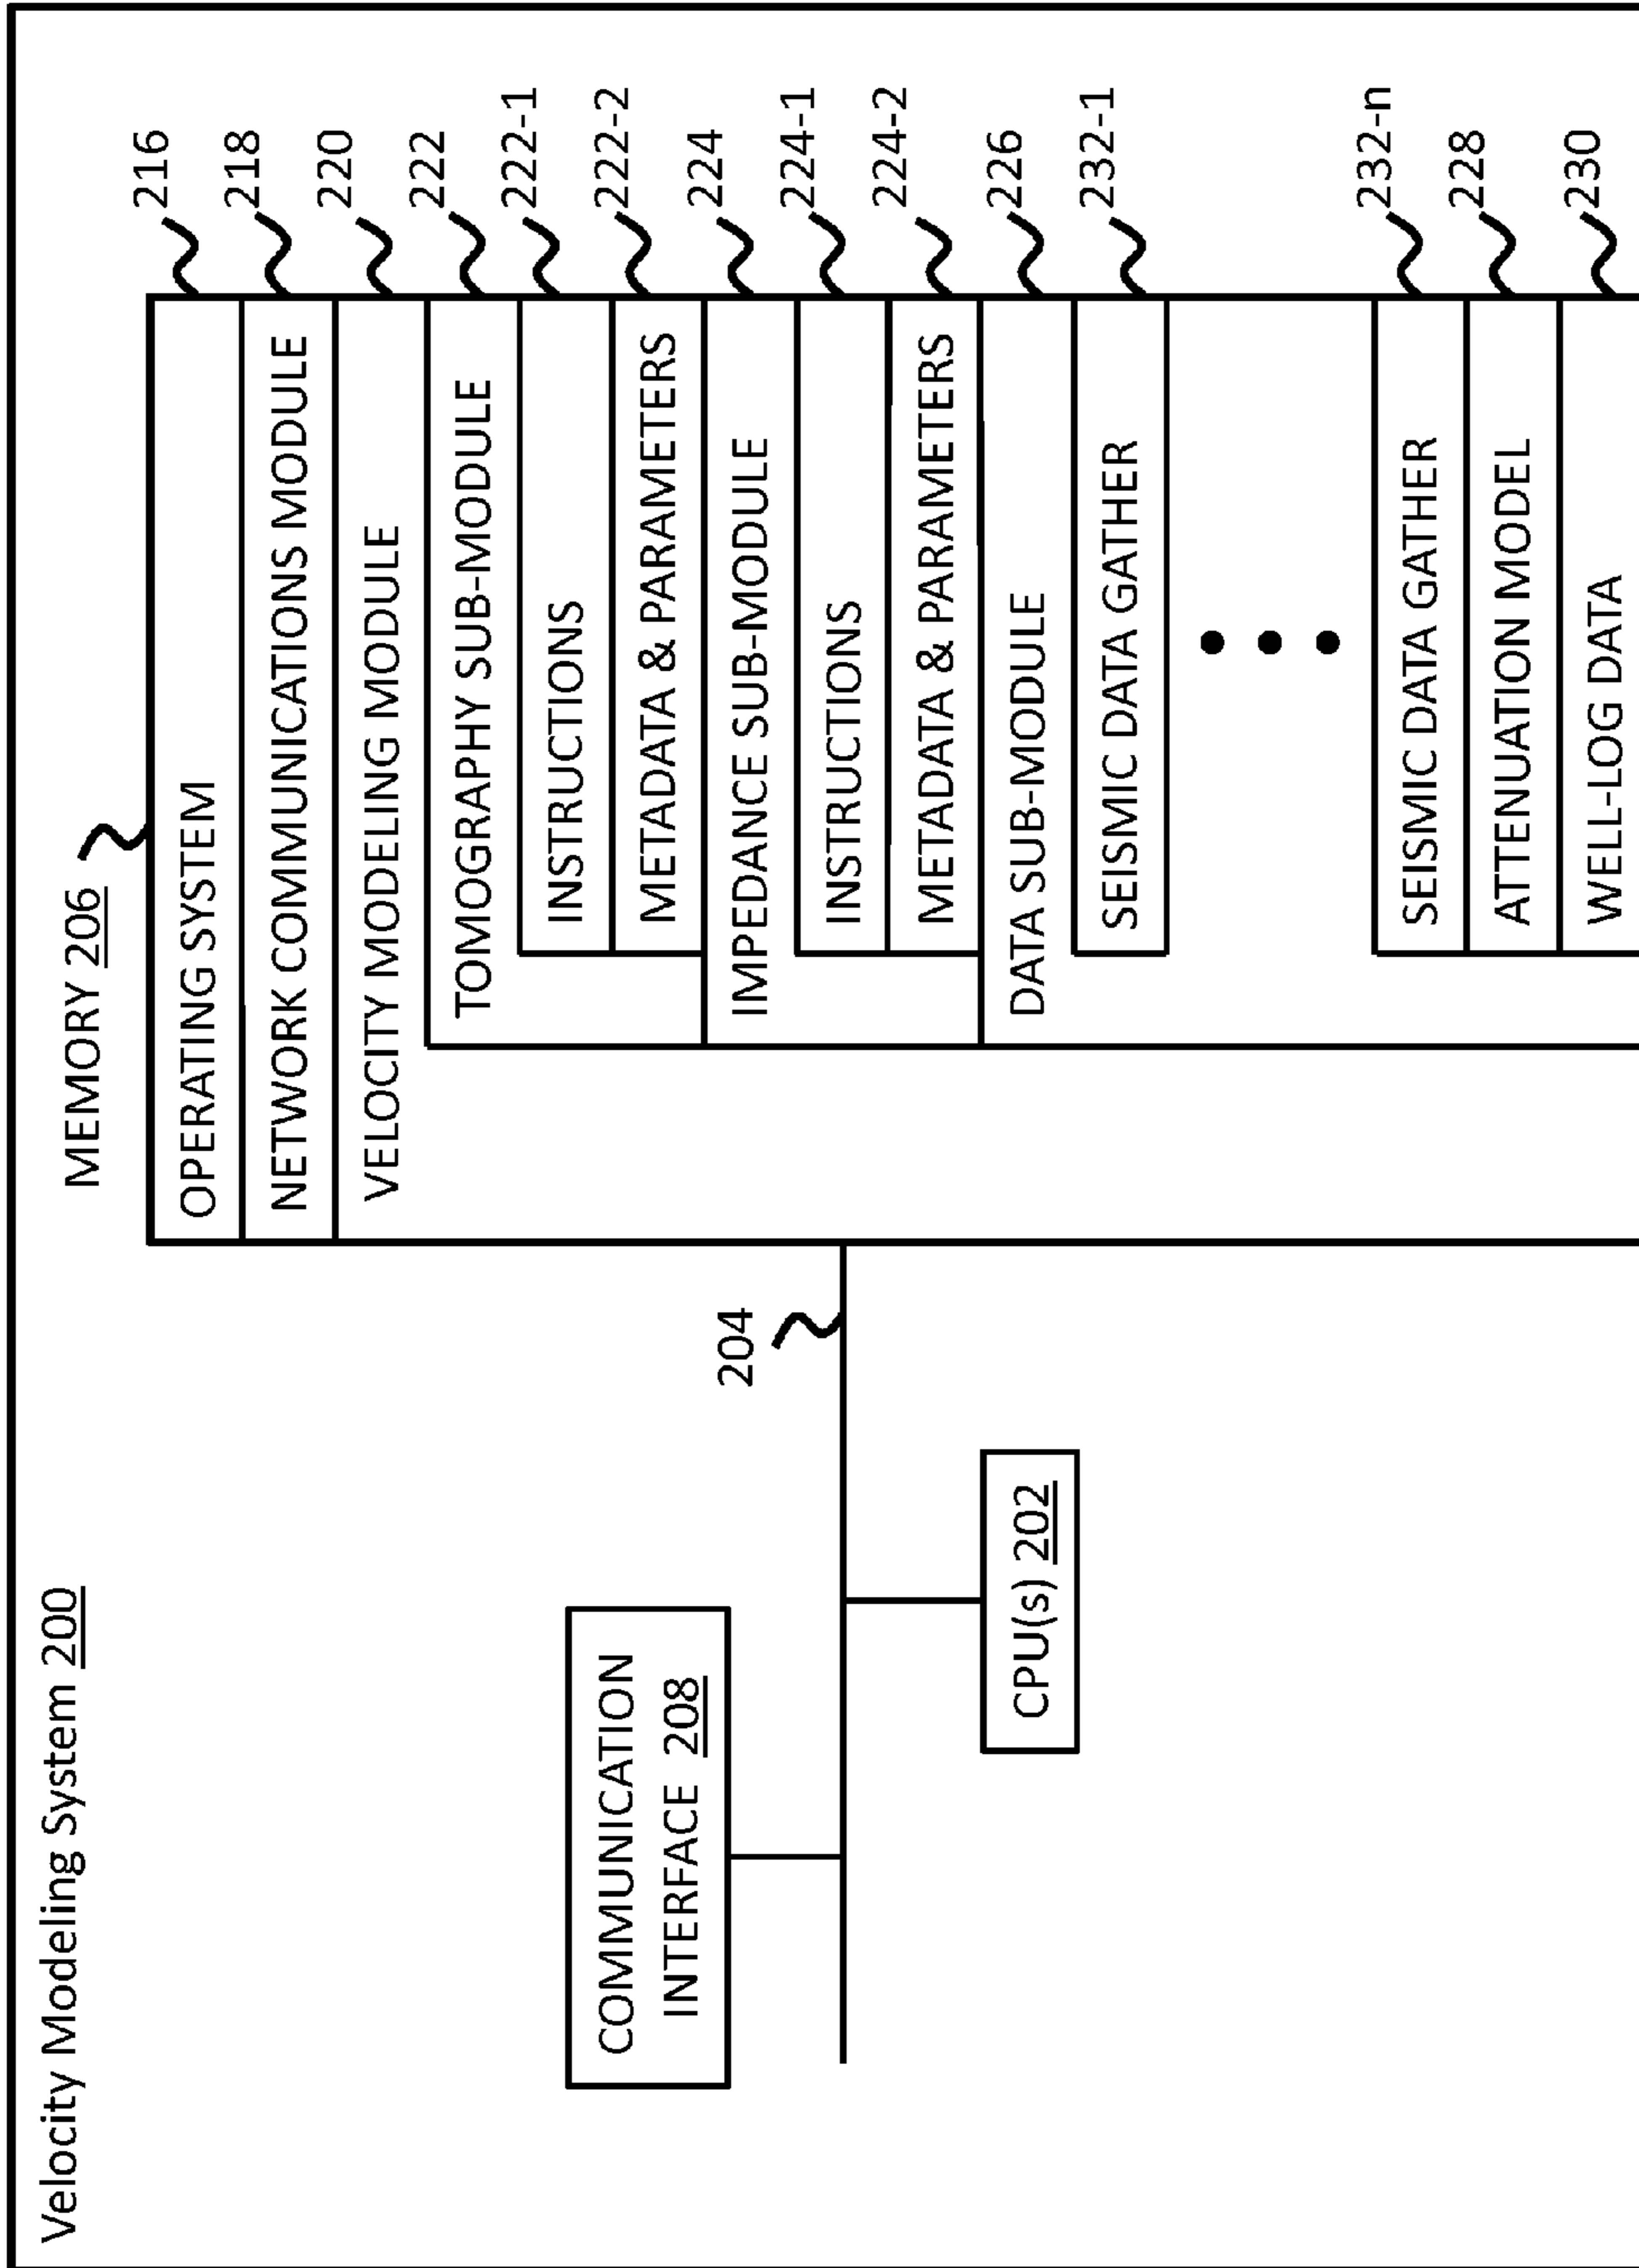 Velocity Modeling System 200
MEMORY 206
OPERATING SYSTEM
216
NETWORK COMMUNICATIONS MODULE
218
VELOCITY MODELING MODULE
220
TOMOGRAPHY SUB-MODULE
222
INSTRUCTIONS
222-1
METADATA & PARAMETERS
222-2
IMPEDANCE SUB-MODULE
224
INSTRUCTIONS
224-1
METADATA & PARAMETERS
224-2
DATA SUB-MODULE
226
SEISMIC DATA GATHER
232-1
SEISMIC DATA GATHER
232-n
ATTENUATION MODEL
228
WELL-LOG DATA
230
COMMUNICATION
INTERFACE 208
204
CPU(s) 202